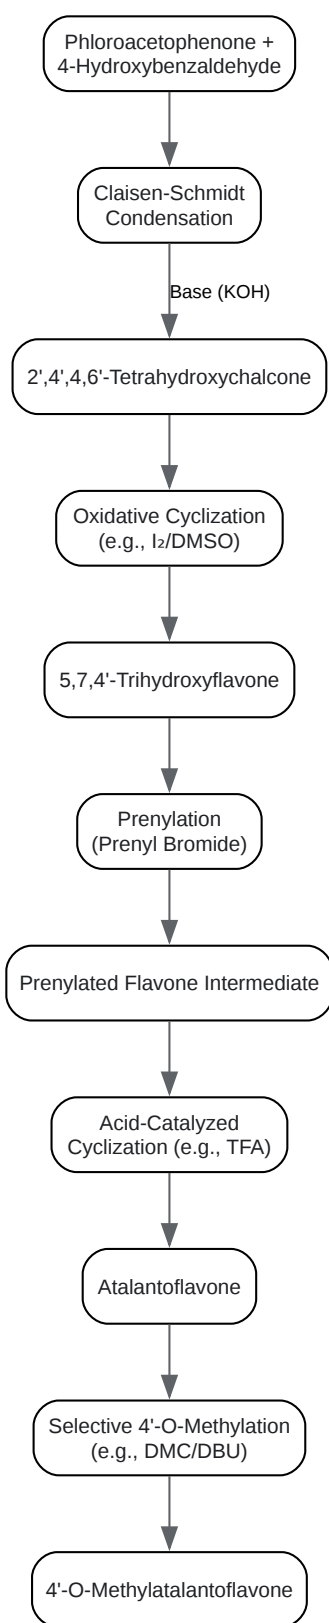 Phloroacetophenone +
4-Hydroxybenzaldehyde
Claisen-Schmidt
Condensation
Base (KOH)
2',4',4,6'-Tetrahydroxychalcone
Oxidative Cyclization
(e.g., I₂/DMSO)
5,7,4'-Trihydroxyflavone
Prenylation
(Prenyl Bromide)
Prenylated Flavone Intermediate
Acid-Catalyzed
Cyclization (e.g., TFA)
Atalantoflavone
Selective 4'-O-Methylation
(e.g., DMC/DBU)
4'-O-Methylatalantoflavone